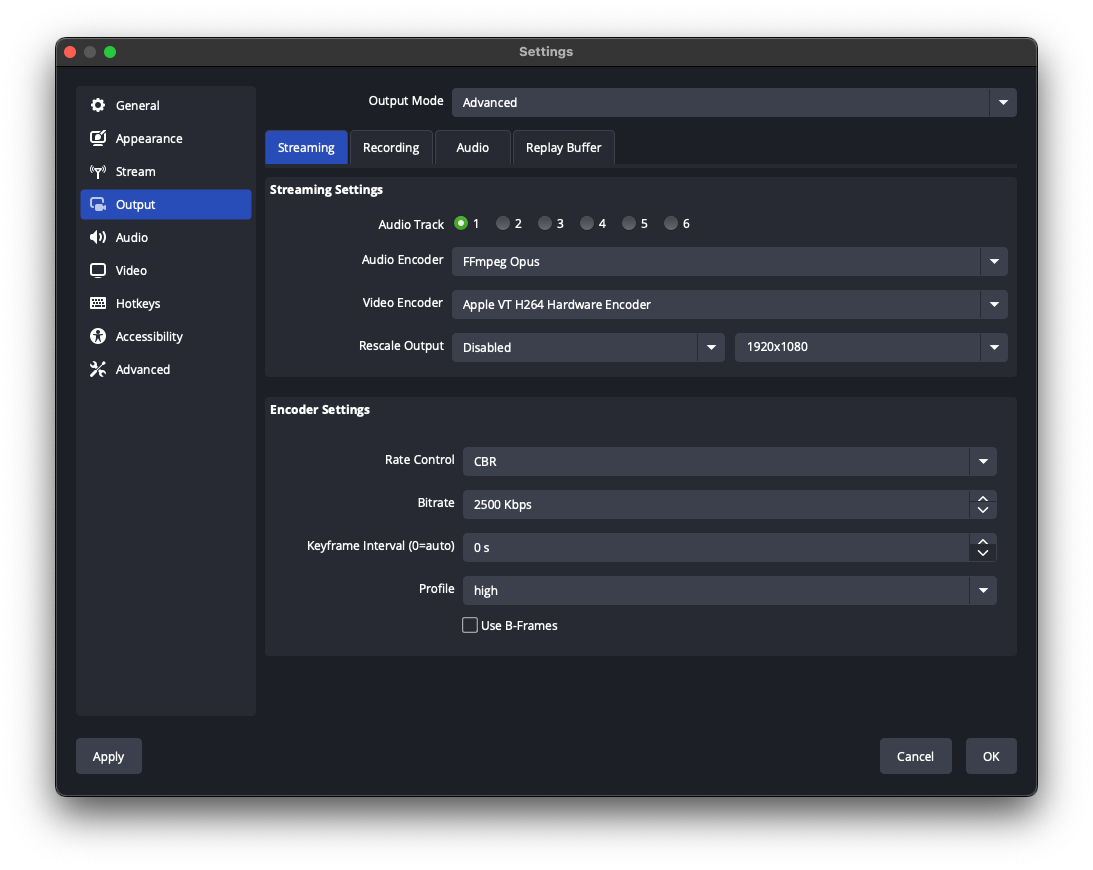 Settings
General
Appearance
Stream
Output
Audio
Video
Hotkeys
Accessibility
Advanced
Output Mode Advanced
Streaming Recording Audio Replay Buffer
Streaming Settings
Audio Track 1 2 3 4 5 6
Audio Encoder FFmpeg Opus
Video Encoder Apple VT H264 Hardware Encoder
Rescale Output Disabled 1920x1080
Encoder Settings
Rate Control CBR
Bitrate 2500 Kbps
Keyframe Interval (0=auto) 0 s
Profile high
Use B-Frames
Apply Cancel OK